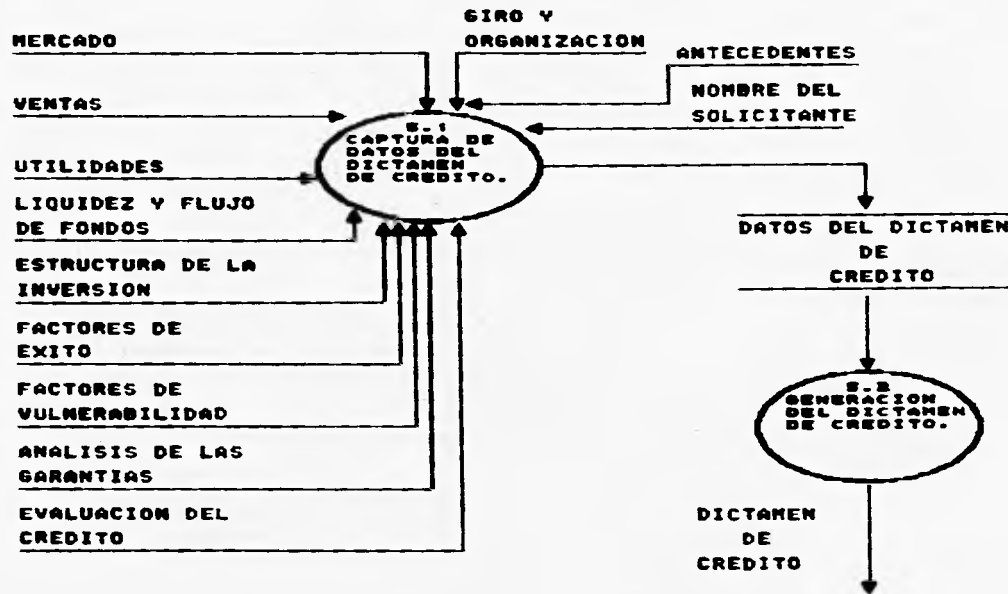 GIRO Y
ORGANIZACION
MERCADO
ANTECEDENTES
NOMBRE DEL
SOLICITANTE
VENTAS
5.1
CAPTURA DE
DATOS DEL
DICTAMEN
DE CREDITO.
UTILIDADES
LIQUIDEZ Y FLUJO
DE FONDOS
ESTRUCTURA DE LA
INVERSION
FACTORES DE
EXITO
FACTORES DE
VULNERABILIDAD
ANALISIS DE LAS
GARANTIAS
EVALUACION DEL
CREDITO
DATOS DEL DICTAMEN
DE
CREDITO
5.2
GENERACION
DEL DICTAMEN
DE CREDITO.
DICTAMEN
DE
CREDITO